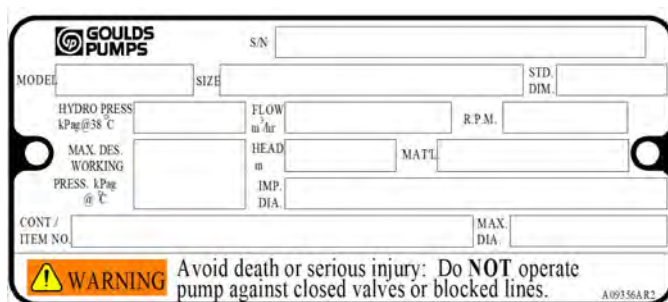 GOULDS
PUMPS
S/N
MODEL SIZE STD.
DIM.
HYDRO PRESS FLOW R.P.M.
kPag@38 °C m³/hr
MAX. DES. HEAD MAT'L
WORKING m
PRESS. kPag IMP.
@ °C DIA.
CONT / MAX.
ITEM NO. DIA.
WARNING Avoid death or serious injury: Do NOT operate
pump against closed valves or blocked lines.
A09356AR2